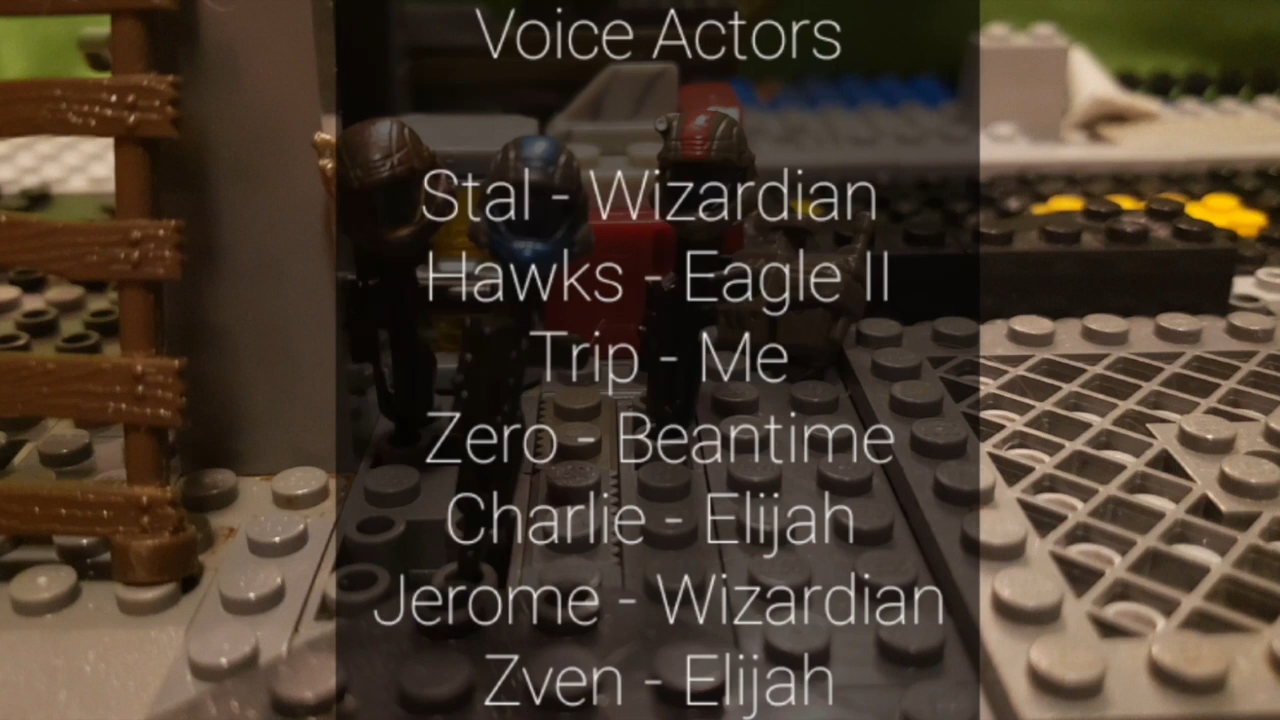 Voice Actors
Stal - Wizardian
Hawks - Eagle II
Trip - Me
Zero - Beantime
Charlie - Elijah
Jerome - Wizardian
Zven - Elijah